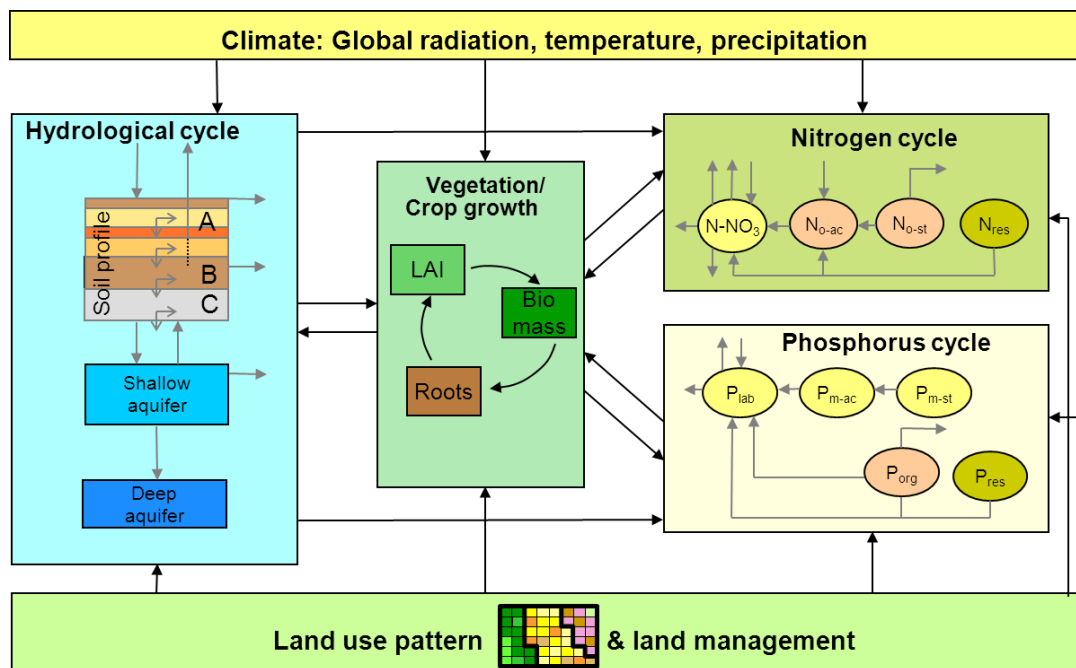 Climate: Global radiation, temperature, precipitation
Hydrological cycle
Soil profile
A
B
C
Shallow
aquifer
Deep
aquifer
Vegetation/
Crop growth
LAI
Bio
mass
Roots
Nitrogen cycle
N-NO₃
No-ac
No-st
Nres
Phosphorus cycle
Plab
Pm-ac
Pm-st
Porg
Pres
Land use pattern & land management